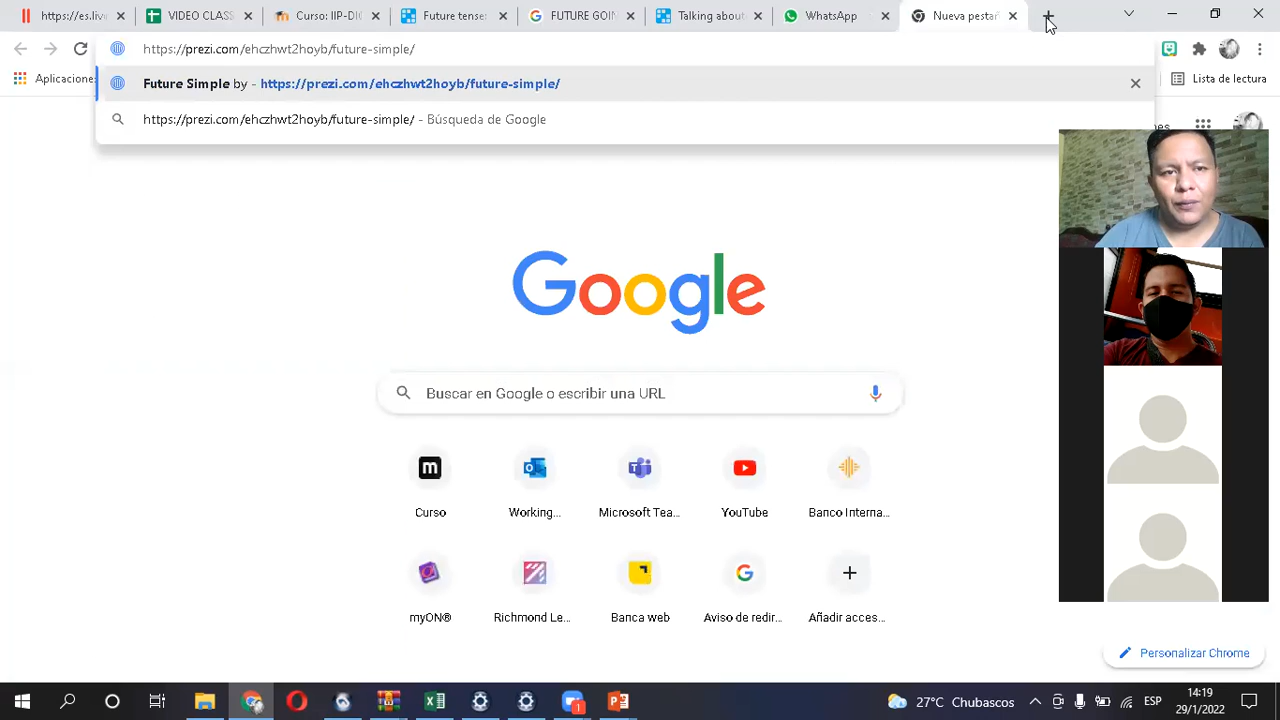 https://es.live
VIDEO CLAS
Curso: IIP-DI
Future tense
FUTURE GOIN
Talking about
WhatsApp
Nueva pestañ
https://prezi.com/ehczhwt2hoyb/future-simple/
Aplicaciones
Lista de lectura
Future Simple by - https://prezi.com/ehczhwt2hoyb/future-simple/
https://prezi.com/ehczhwt2hoyb/future-simple/ - Búsqueda de Google
Google
Buscar en Google o escribir una URL
Curso
Working...
Microsoft Tea...
YouTube
Banco Interna...
myON®
Richmond Le...
Banca web
Aviso de redir...
Añadir acces...
Personalizar Chrome
27°C Chubascos
ESP
14:19
29/1/2022
1